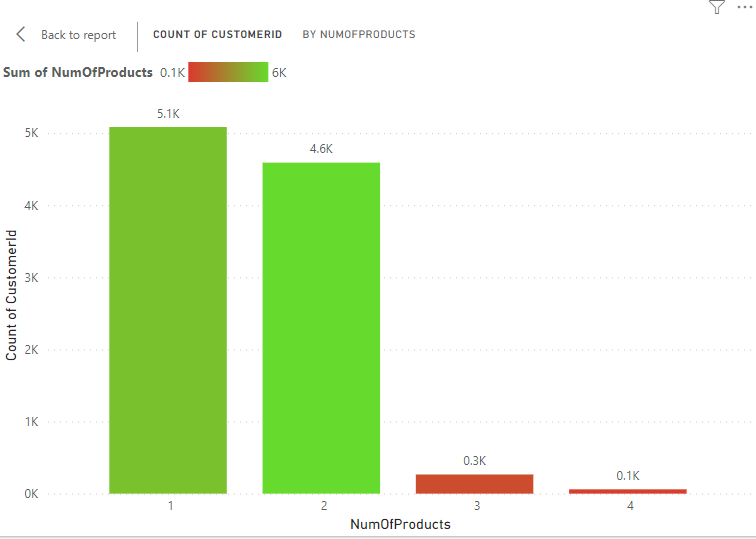 Back to report
COUNT OF CUSTOMERID
BY NUMOFPRODUCTS
Sum of NumOfProducts 0.1K 6K
5.1K
5K
4.6K
4K
3K
2K
1K
0.3K
0.1K
0K
1 2 3 4
Count of CustomerId
NumOfProducts